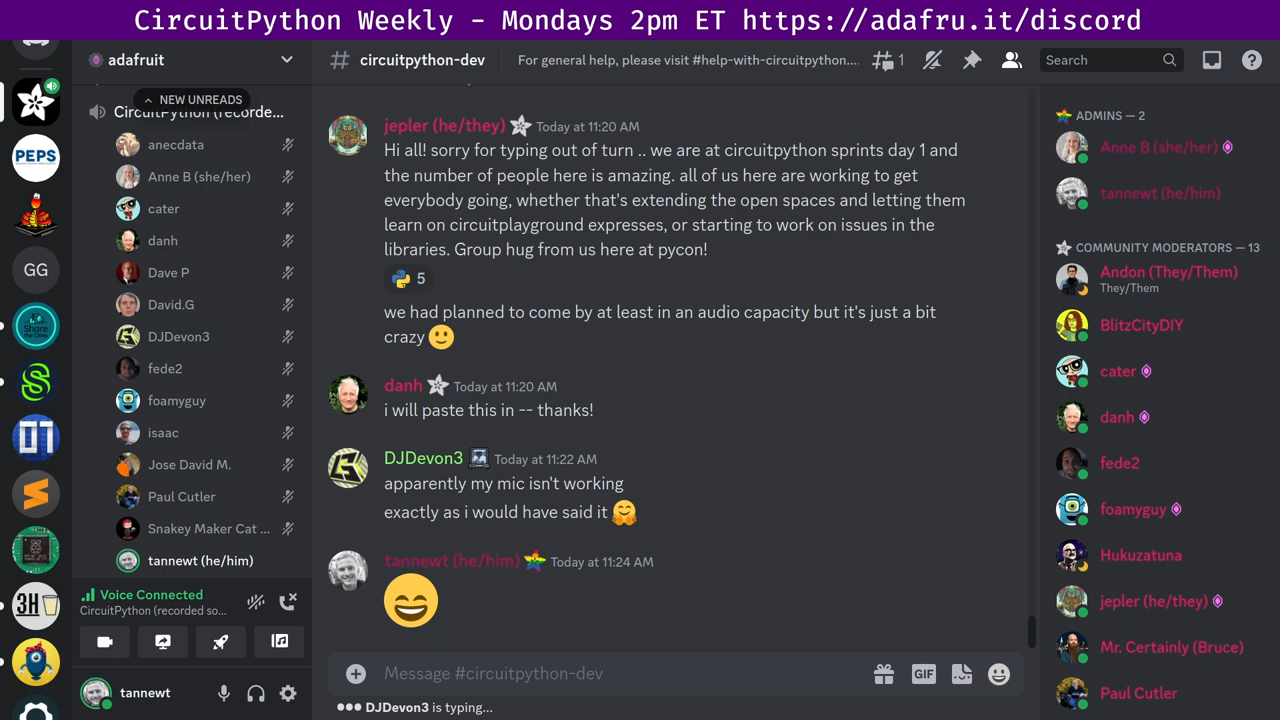 CircuitPython Weekly - Mondays 2pm ET https://adafru.it/discord
adafruit
NEW UNREADS
CircuitPython (recorde...
anecdata
Anne B (she/her)
cater
danh
Dave P
David.G
DJDevon3
fede2
foamyguy
isaac
Jose David M.
Paul Cutler
Snakey Maker Cat ...
tannewt (he/him)
Voice Connected
CircuitPython (recorded so...
tannewt
PEPS
GG
Share
the Cities
07
3H
circuitpython-dev
For general help, please visit #help-with-circuitpython....
1
Search
jepler (he/they) Today at 11:20 AM
Hi all! sorry for typing out of turn .. we are at circuitpython sprints day 1 and
the number of people here is amazing. all of us here are working to get
everybody going, whether that's extending the open spaces and letting them
learn on circuitplayground expresses, or starting to work on issues in the
libraries. Group hug from us here at pycon!
5
we had planned to come by at least in an audio capacity but it's just a bit
crazy
danh Today at 11:20 AM
i will paste this in -- thanks!
DJDevon3 Today at 11:22 AM
apparently my mic isn't working
exactly as i would have said it
tannewt (he/him) Today at 11:24 AM
Message #circuitpython-dev
GIF
DJDevon3 is typing...
ADMINS — 2
Anne B (she/her)
tannewt (he/him)
COMMUNITY MODERATORS — 13
Andon (They/Them)
They/Them
BlitzCityDIY
cater
danh
fede2
foamyguy
Hukuzatuna
jepler (he/they)
Mr. Certainly (Bruce)
Paul Cutler